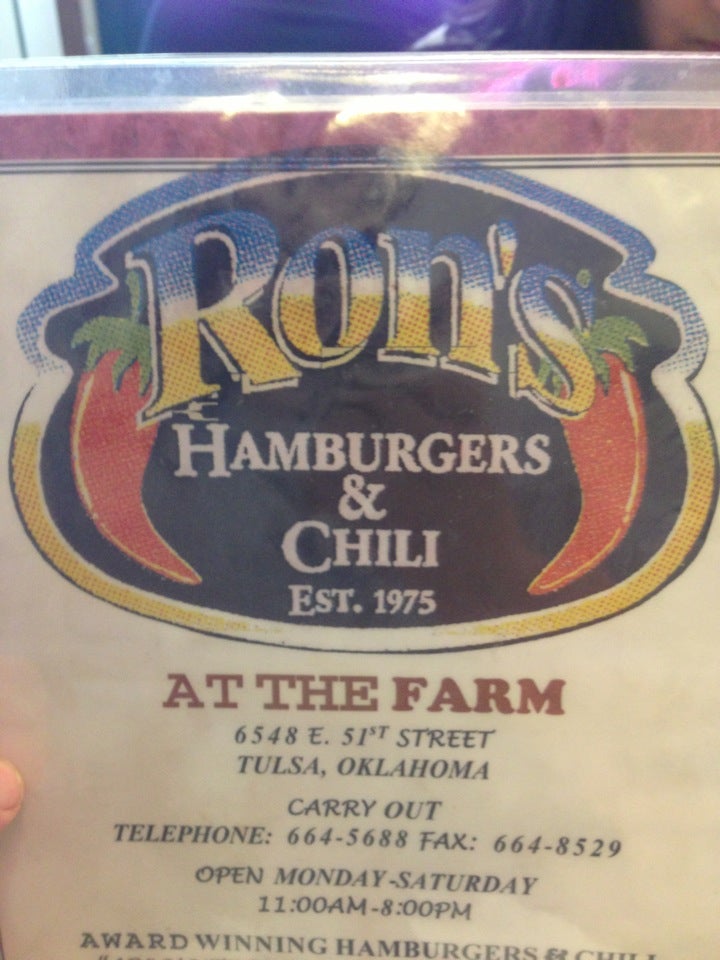 Ron's®
HAMBURGERS
&
CHILI
EST. 1975
AT THE FARM
6548 E. 51ST STREET
TULSA, OKLAHOMA
CARRY OUT
TELEPHONE: 664-5688 FAX: 664-8529
OPEN MONDAY-SATURDAY
11:00AM-8:00PM
AWARD WINNING HAMBURGERS & CHILI